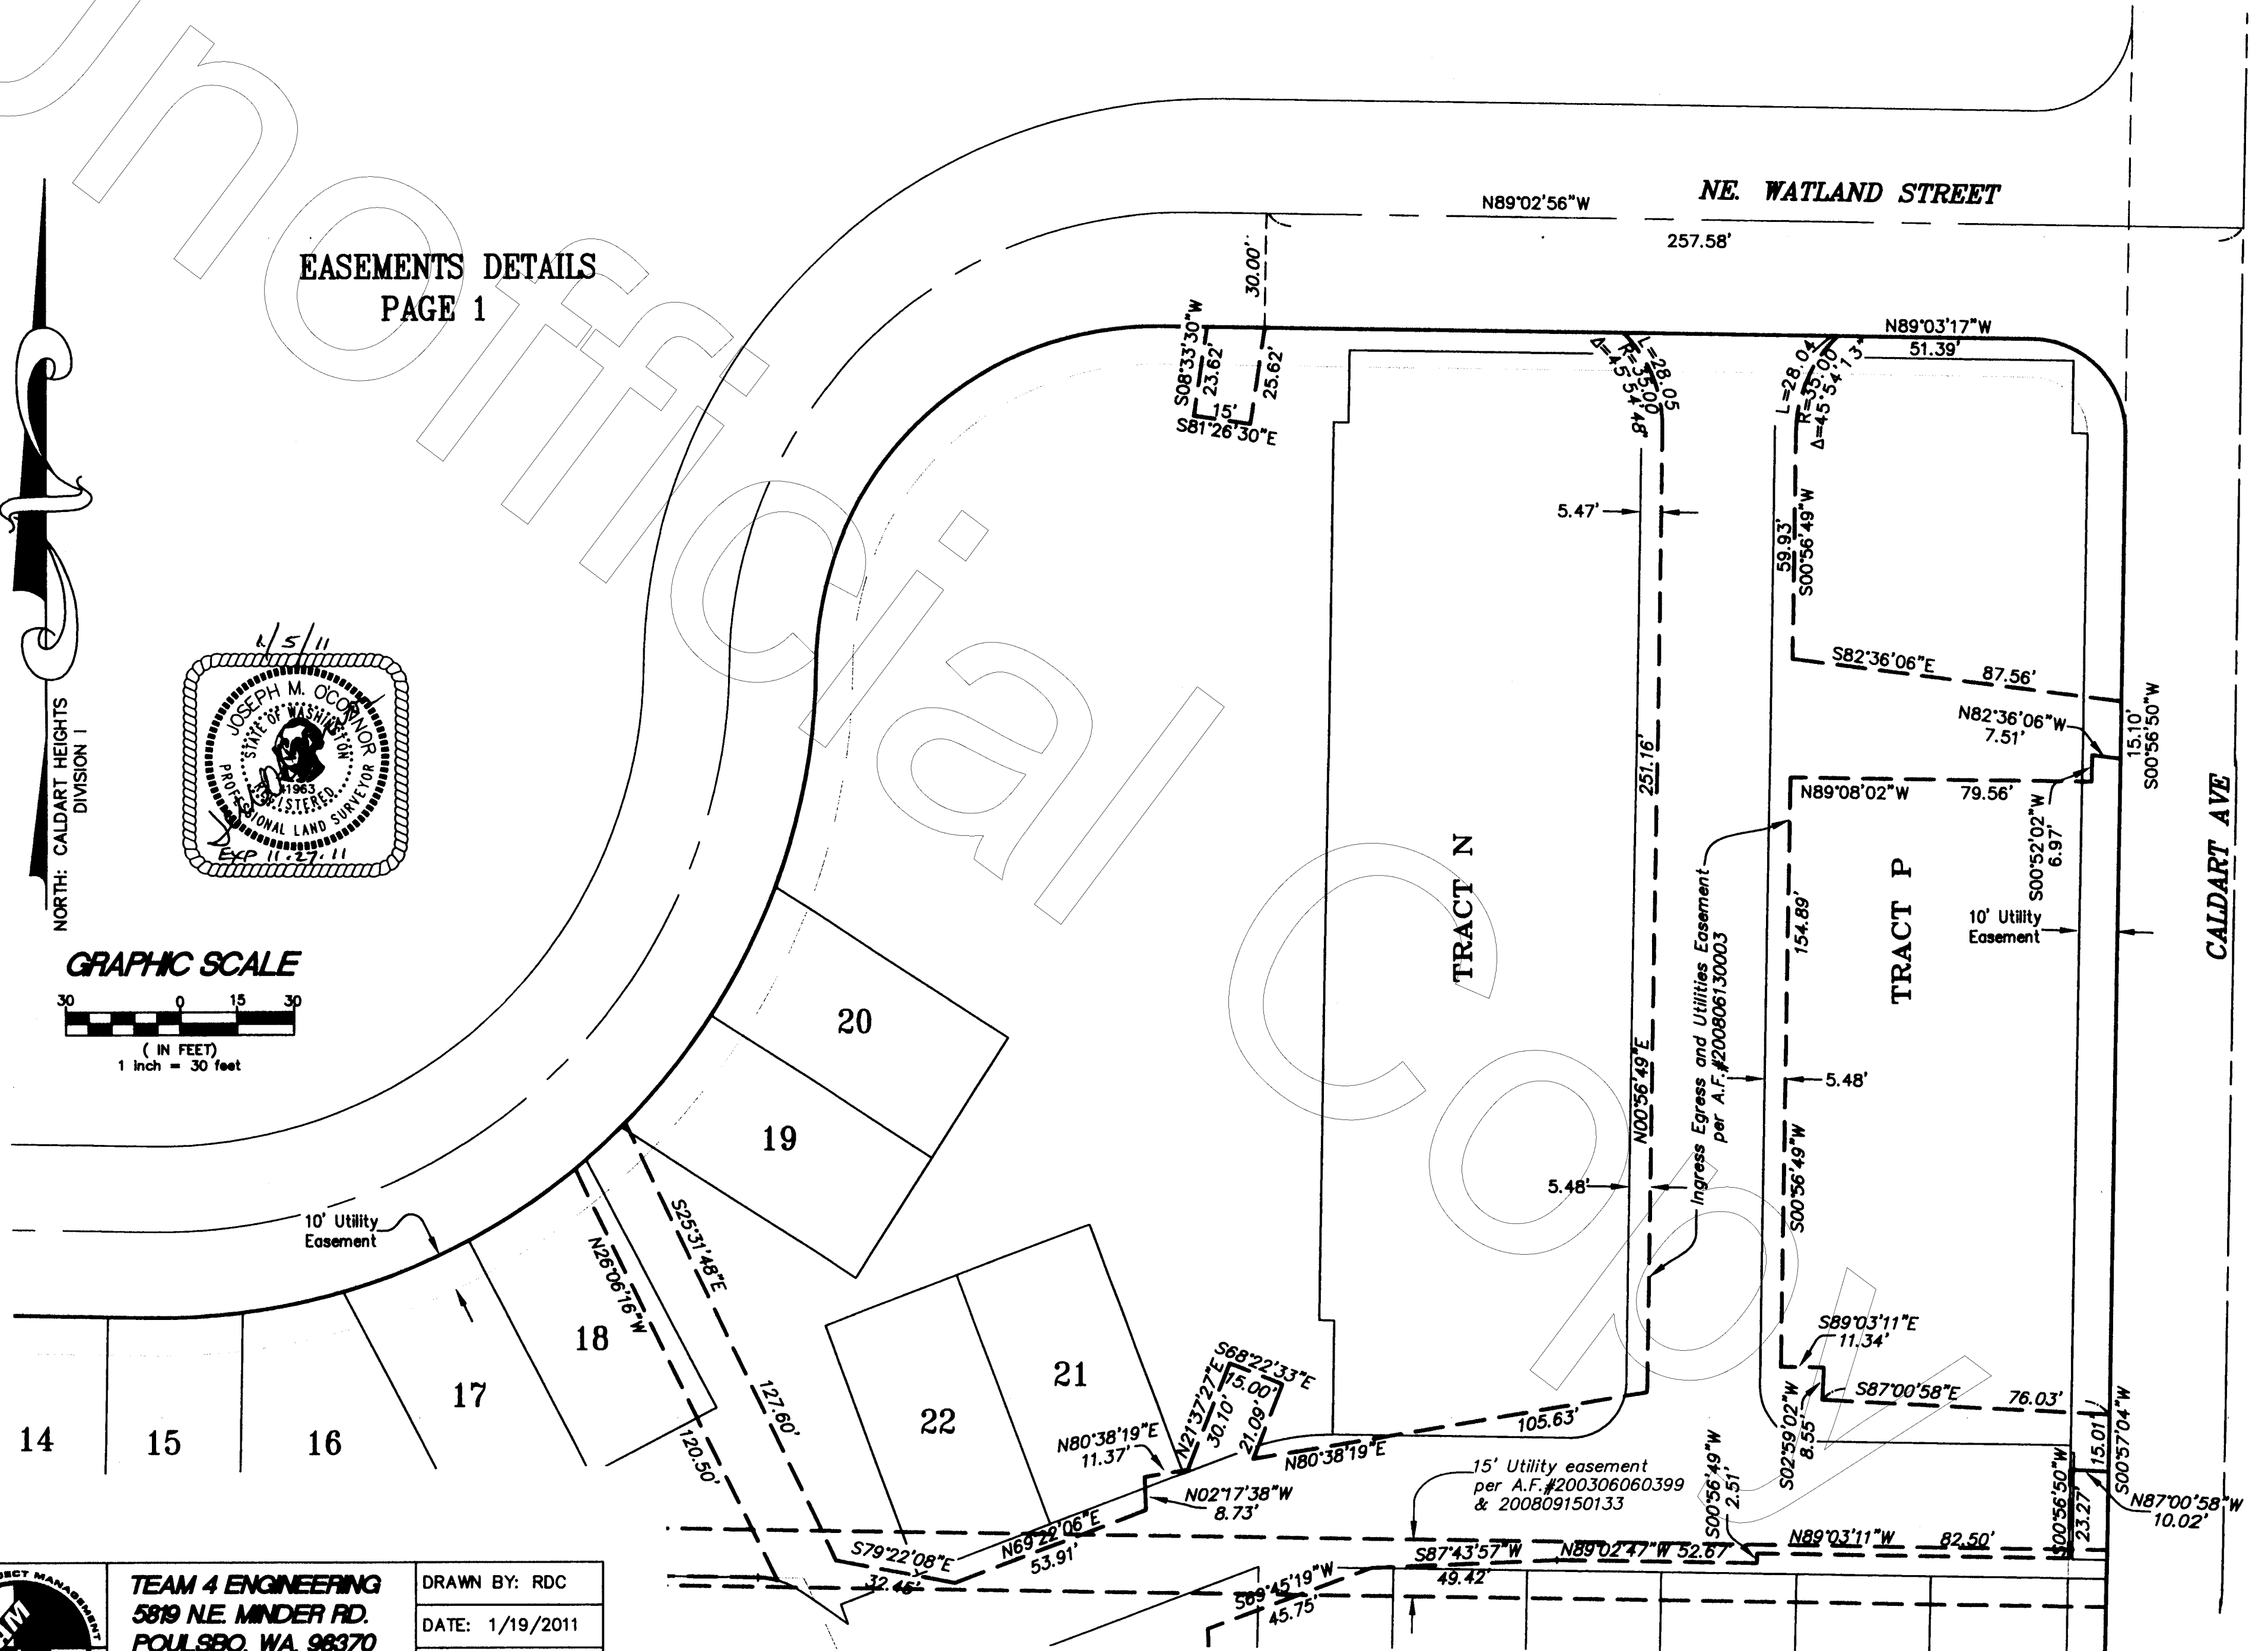 Unofficial Copy
EASEMENTS DETAILS
PAGE 1
NE. WATLAND STREET
N89°02'56"W
257.58'
30.00'
S08°33'30"W
23.62'
15'
25.62'
S81°26'30"E
N89°03'17"W
51.39'
L=28.05
R=35.00
Δ=45°54'48"
L=28.04
R=35.00
Δ=45°54'13"
5.47'
59.93'
S00°56'49"W
S82°36'06"E
87.56'
N82°36'06"W
7.51'
15.10'
S00°56'50"W
251.16'
N89°08'02"W
79.56'
S00°52'02"W
6.97'
CALDART AVE
TRACT N
TRACT P
154.89'
10' Utility
Easement
N00°56'49"E
Ingress Egress and Utilities Easement
per A.F.#200806130003
5.48'
5.48'
S00°56'49"W
S89°03'11"E
11.34'
S87°00'58"E
76.03'
S02°59'02"W
8.55'
15.01'
S00°57'04"W
S00°56'49"W
2.51'
S00°56'50"W
23.27'
N87°00'58"W
10.02'
N89°03'11"W
82.50'
N89°02'47"W 52.67'
S87°43'57"W
49.42'
S69°45'19"W
45.75'
15' Utility easement
per A.F.#200306060399
& 200809150133
105.63'
N80°38'19"E
S68°22'33"E
15.00'
N21°37'27"E
30.10'
21.09'
N80°38'19"E
11.37'
N02°17'38"W
8.73'
N69°22'06"E
53.91'
S79°22'08"E
32.45'
S25°31'48"E
127.60'
N26°06'16"W
120.50'
10' Utility
Easement
14
15
16
17
18
19
20
21
22
NORTH: CALDART HEIGHTS
DIVISION I
1/5/11
JOSEPH M. O'CONNOR
STATE OF WASHINGTON
41963
REGISTERED
PROFESSIONAL LAND SURVEYOR
EXP 11-27-11
GRAPHIC SCALE
30 0 15 30
( IN FEET)
1 inch = 30 feet
TEAM 4 ENGINEERING
5819 N.E. MINDER RD.
POULSBO, WA 98370
DRAWN BY: RDC
DATE: 1/19/2011